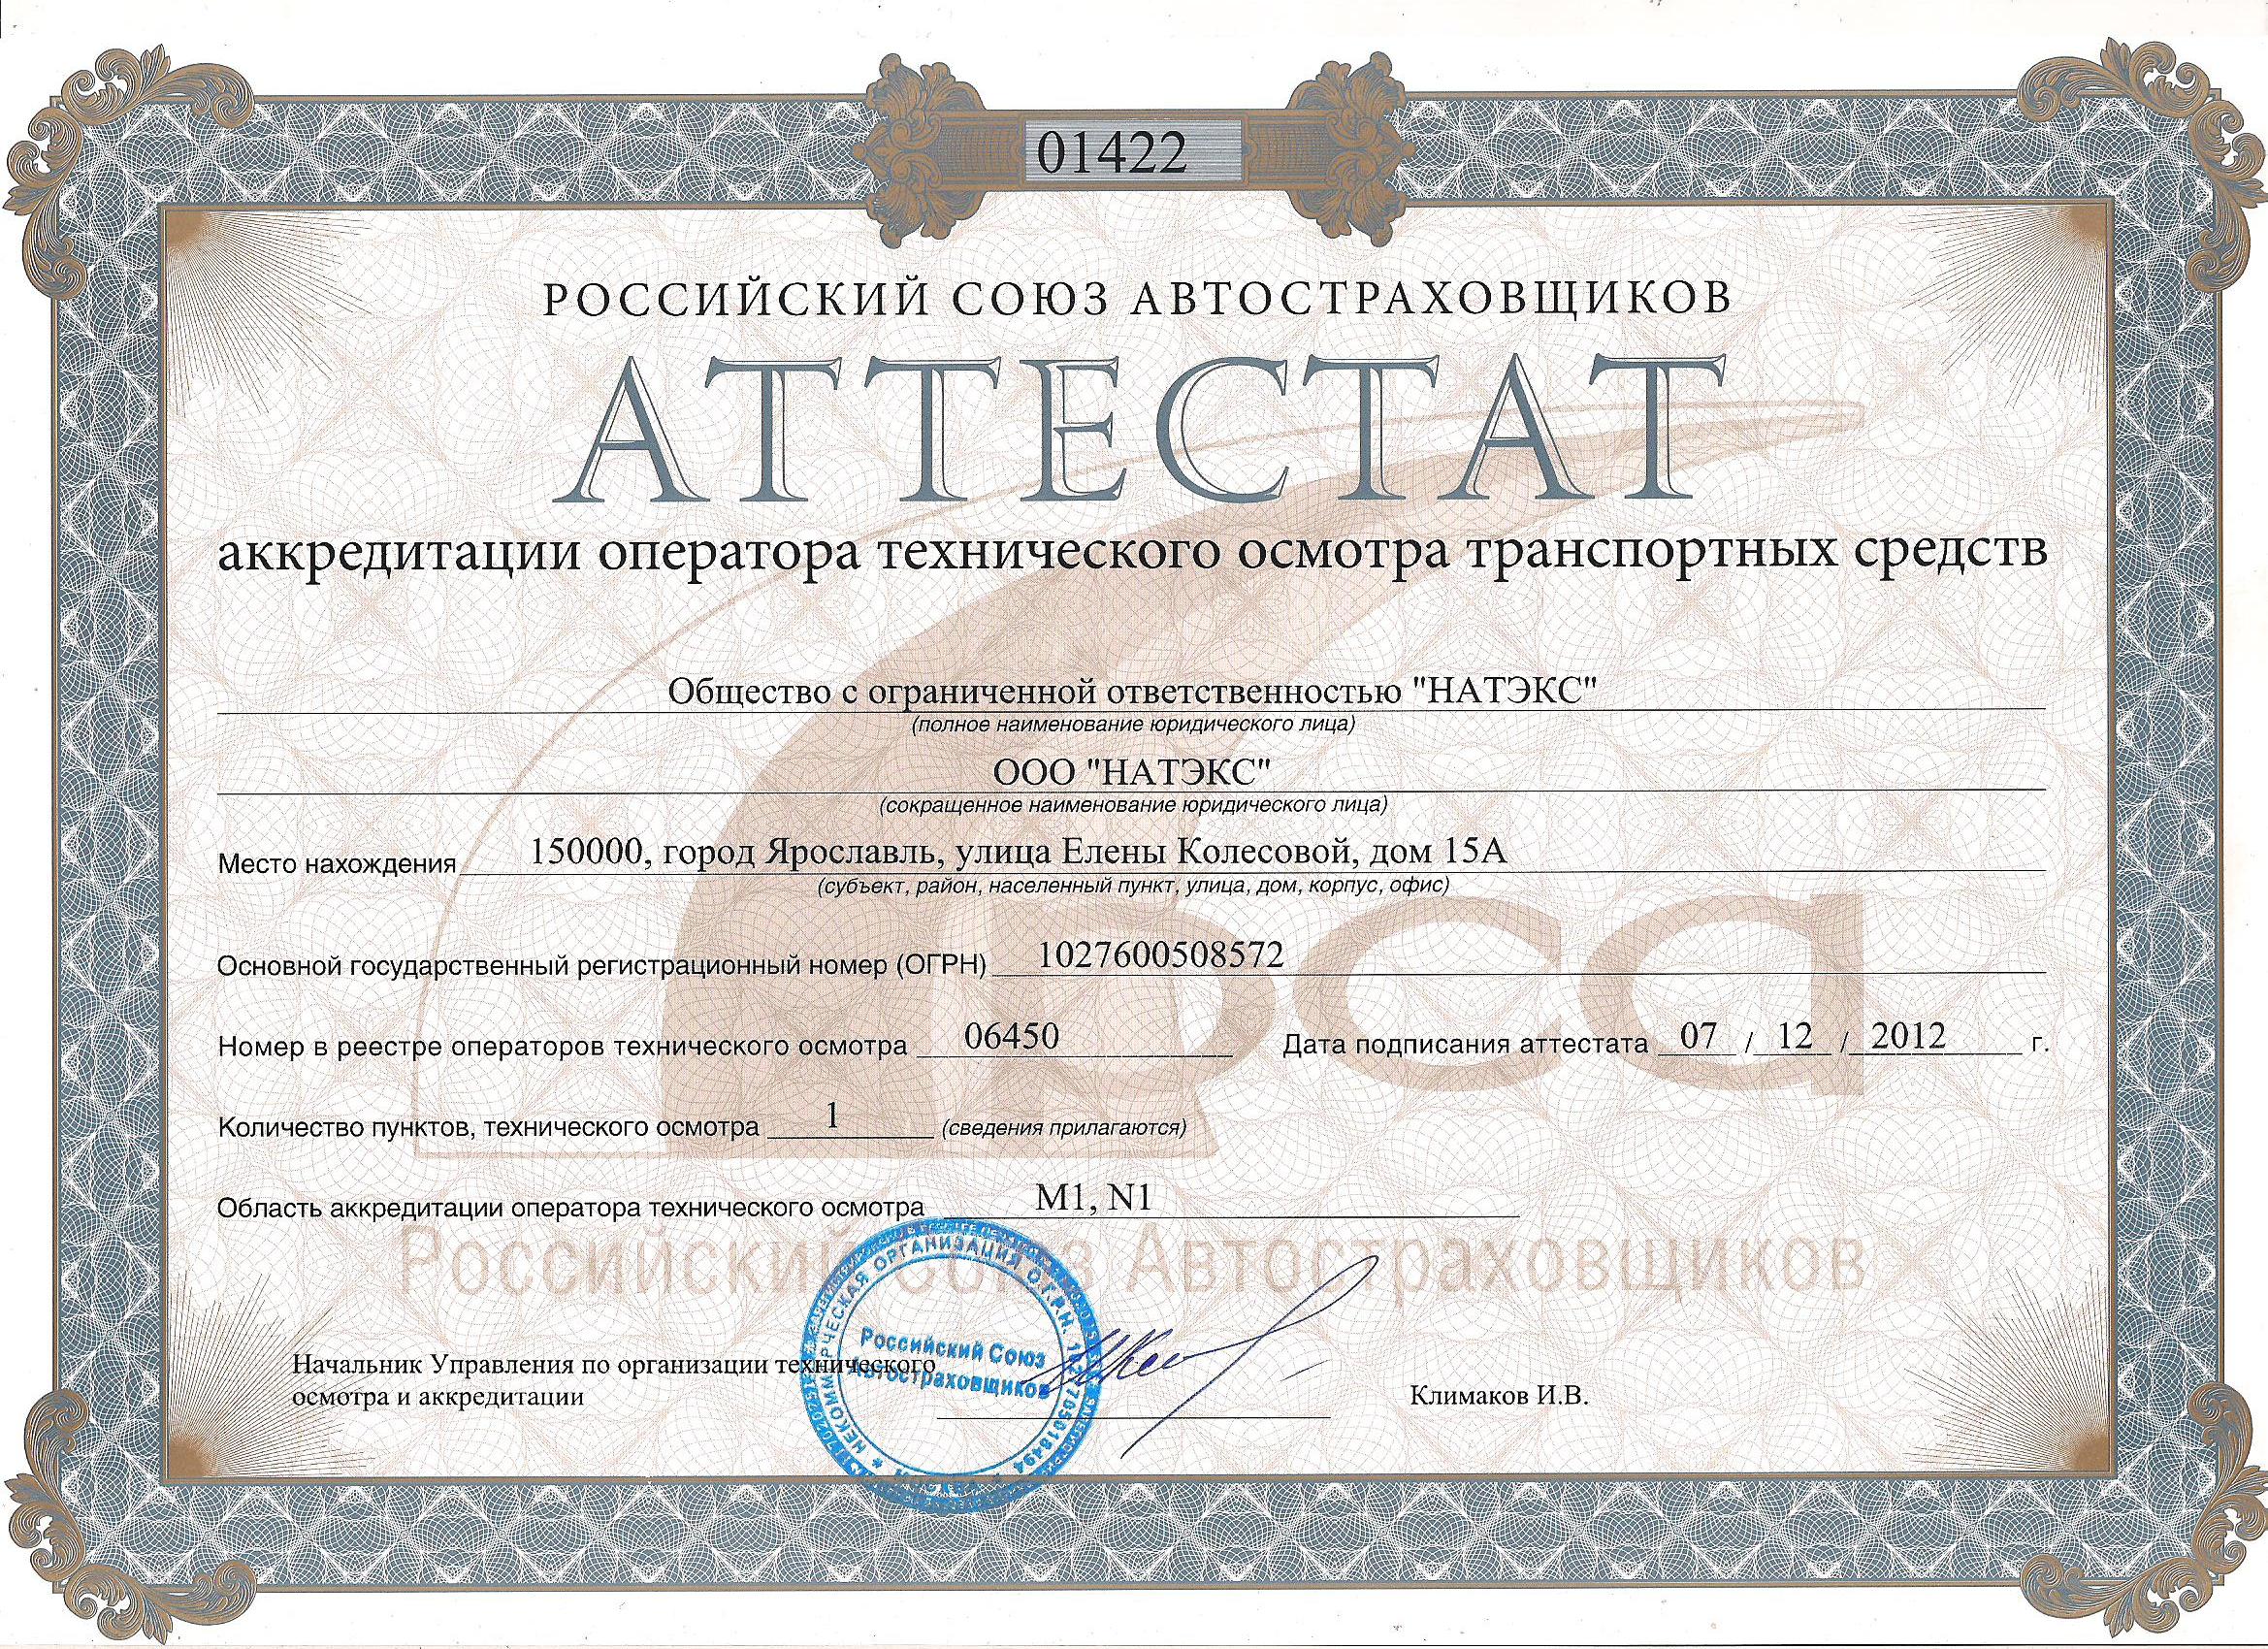 01422
РОССИЙСКИЙ СОЮЗ АВТОСТРАХОВЩИКОВ
АТТЕСТАТ
аккредитации оператора технического осмотра транспортных средств
Общество с ограниченной ответственностью "НАТЭКС"
(полное наименование юридического лица)
ООО "НАТЭКС"
(сокращенное наименование юридического лица)
Место нахождения 150000, город Ярославль, улица Елены Колесовой, дом 15А
(субъект, район, населенный пункт, улица, дом, корпус, офис)
рса
Основной государственный регистрационный номер (ОГРН) 1027600508572
Номер в реестре операторов технического осмотра 06450 Дата подписания аттестата 07 / 12 / 2012 г.
Количество пунктов, технического осмотра 1 (сведения прилагаются)
Область аккредитации оператора технического осмотра M1, N1
Российский Союз Автостраховщиков
НЕКОММЕРЧЕСКАЯ ОРГАНИЗАЦИЯ О.Г.Р.Н.
МОСКВА
Российский Союз
Автостраховщиков
Начальник Управления по организации технического
осмотра и аккредитации
Климаков И.В.